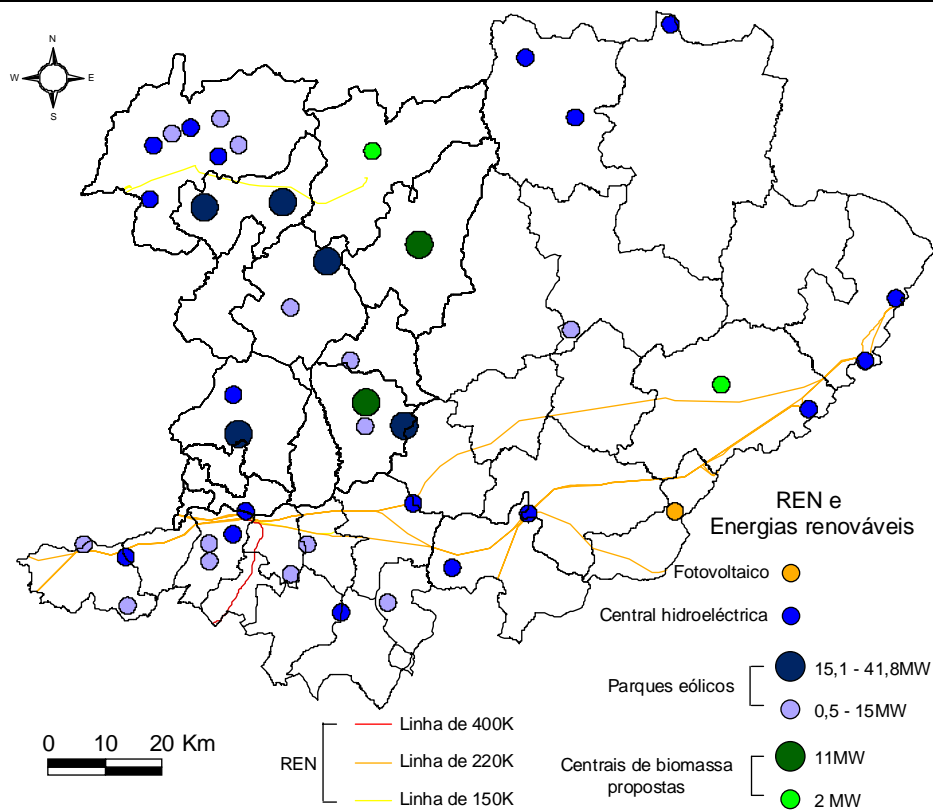 N
W E
S
REN e
Energias renováveis
Fotovoltaico
Central hidroeléctrica
Parques eólicos
15,1 - 41,8MW
0,5 - 15MW
Centrais de biomassa
propostas
11MW
2 MW
REN
Linha de 400K
Linha de 220K
Linha de 150K
0 10 20 Km